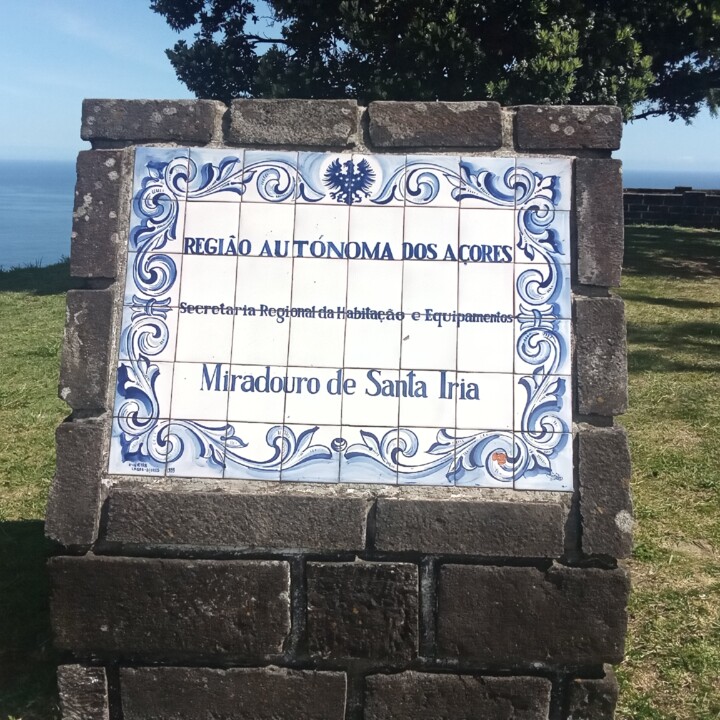 REGIÃO AUTÓNOMA DOS AÇORES
Secretaria Regional da Habitação e Equipamentos
Miradouro de Santa Iria